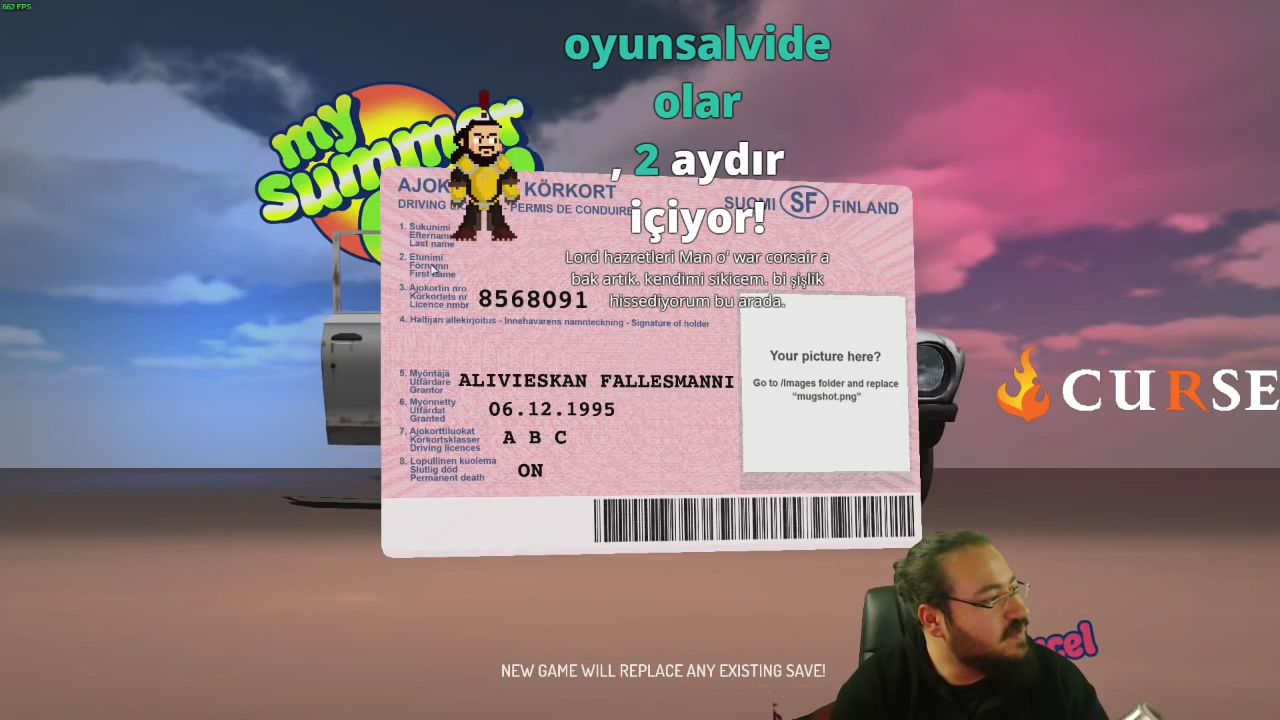 662 FPS
oyunsalvide
olar
, 2 aydır
içiyor!
Lord hazretleri Man o' war corsair a
bak artık. kendimi sikicem. bi şişlik
hissediyorum bu arada.
my
summer
AJOK KÖRKORT
SUOMI SF FINLAND
DRIVING - PERMIS DE CONDUIRE
1. Sukunimi
Efternamn
Last name
2. Etunimi
Förnamn
First name
3. Ajokortin nro
Körkortets nr
Licence nmbr
8568091
4. Haltijan allekirjoitus - Innehavarens namnteckning - Signature of holder
Your picture here?
Go to /Images folder and replace
"mugshot.png"
5. Myöntäjä
Utfärdare
Grantor
ALIVIESKAN FALLESMANNI
6. Myönnetty
Utfärdat
Granted
06.12.1995
7. Ajokorttiluokat
Körkortsklasser
Driving licences
A B C
8. Lopullinen kuolema
Slutlig död
Permanent death
ON
CURSE
NEW GAME WILL REPLACE ANY EXISTING SAVE!